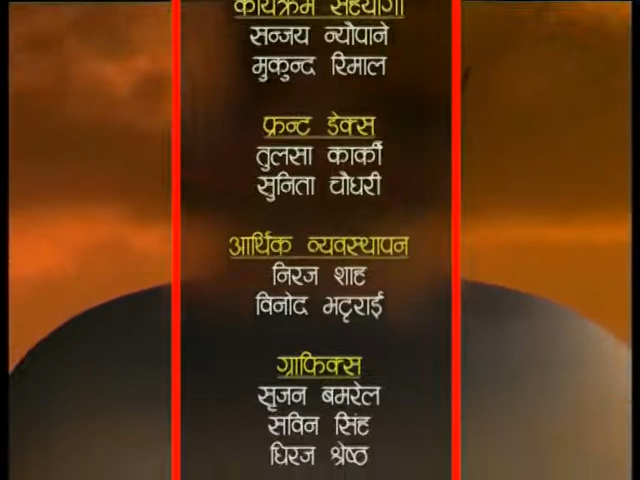 कार्यक्रम सहयोगी
सन्जय न्यौपाने
मुकुन्द रिमाल
फ्रन्ट डेक्स
तुलसा कार्की
सुनिता चौधरी
आर्थिक व्यवस्थापन
निरज शाह
विनोद भट्टराई
ग्राफिक्स
सृजन बमरेल
सविन सिंह
धिरज श्रेष्ठ